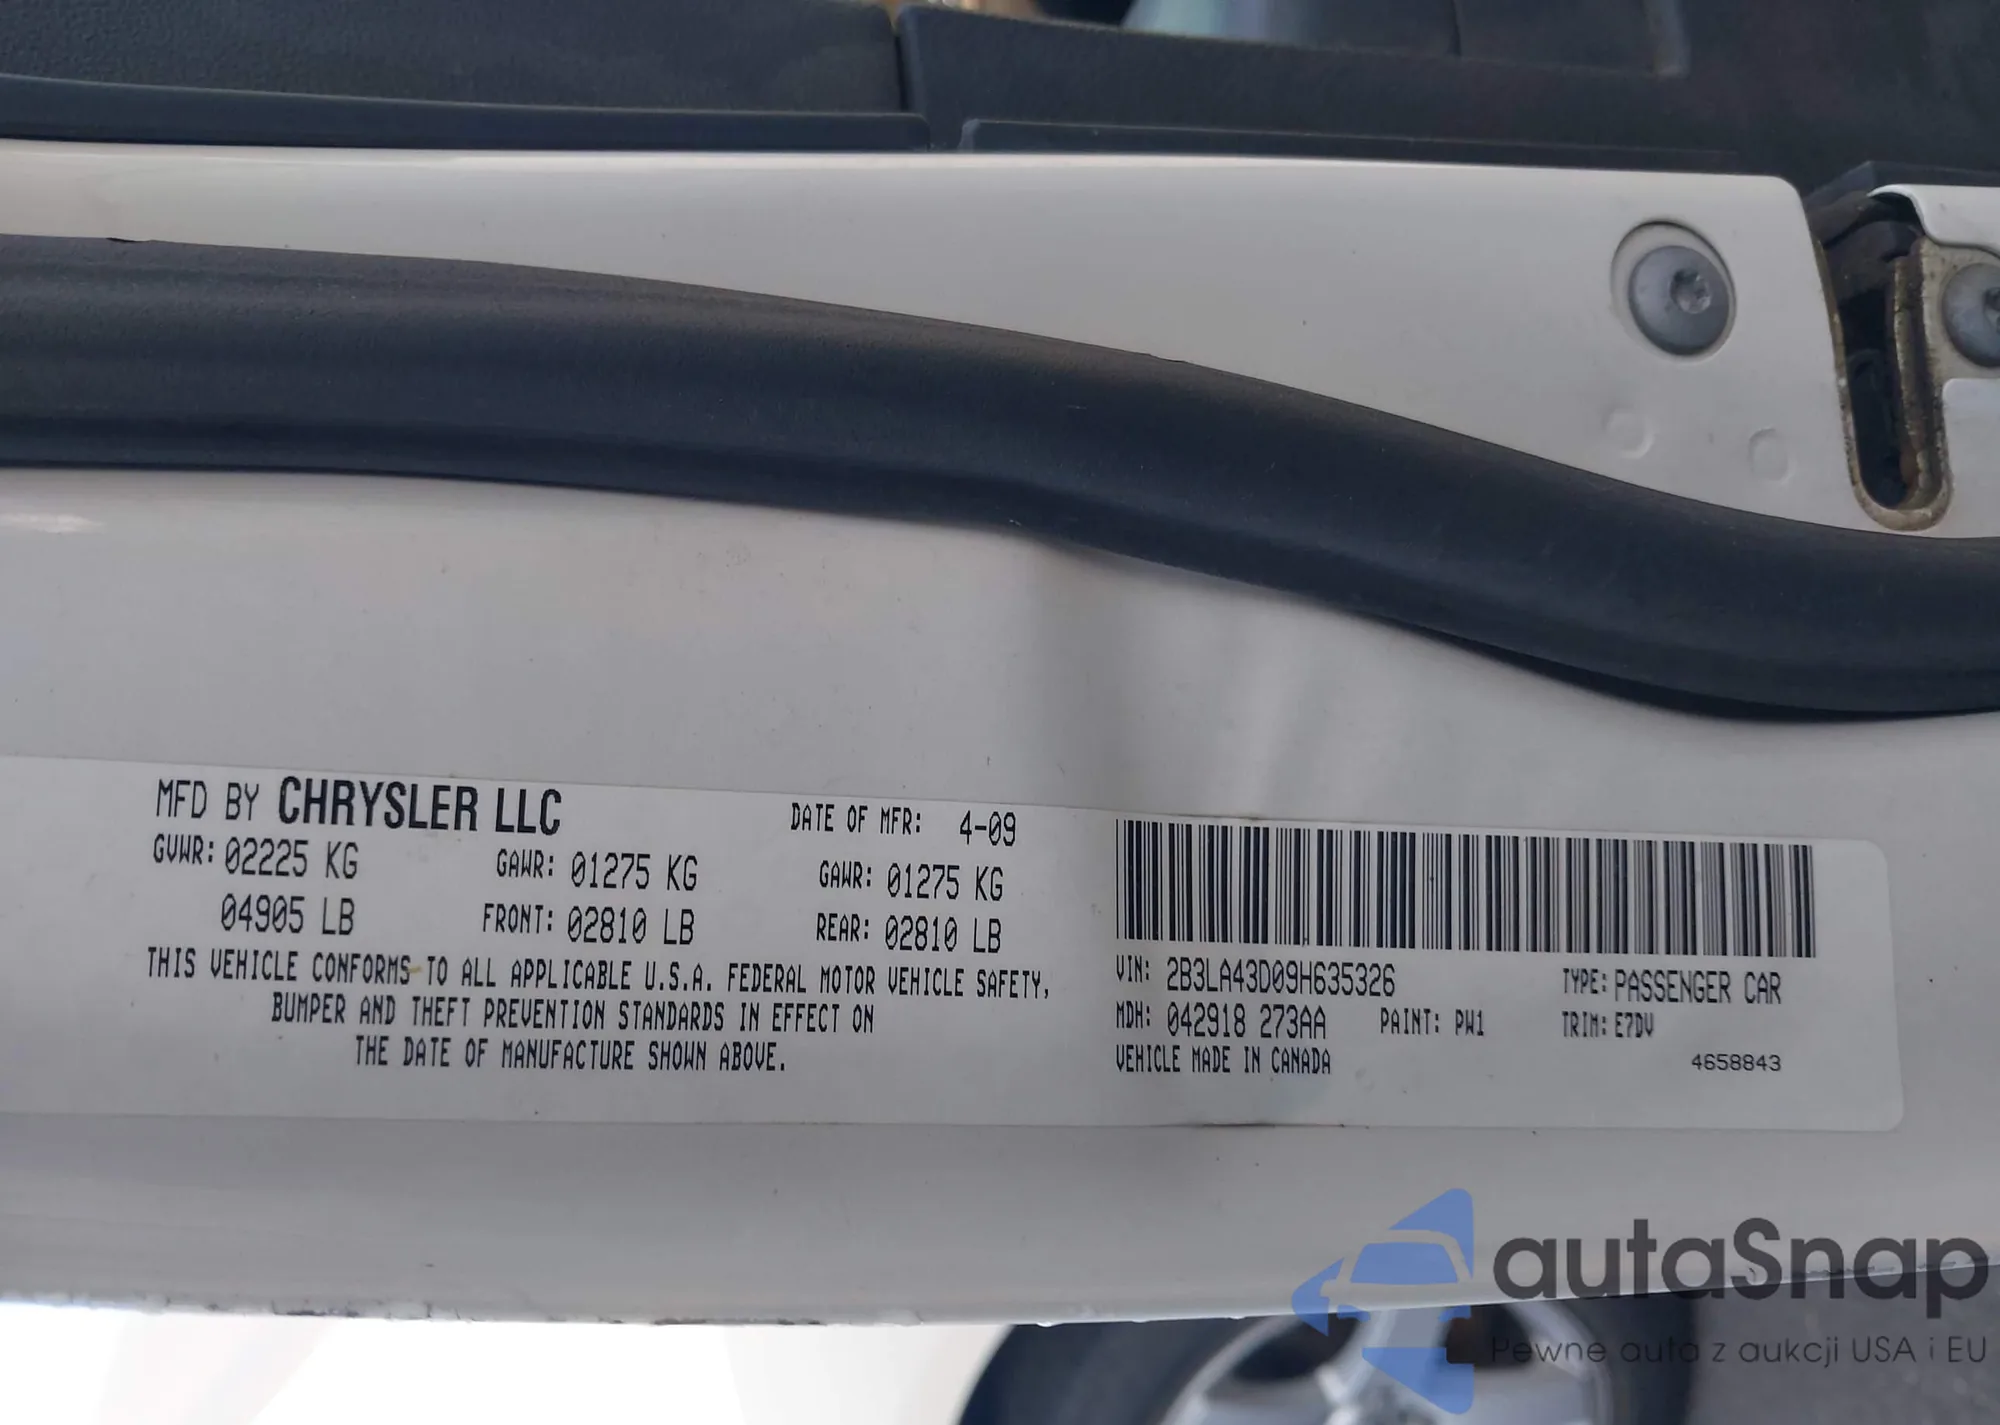 MFD BY CHRYSLER LLC DATE OF MFR: 4-09
GVWR: 02225 KG GAWR: 01275 KG GAWR: 01275 KG
04905 LB FRONT: 02810 LB REAR: 02810 LB
THIS VEHICLE CONFORMS TO ALL APPLICABLE U.S.A. FEDERAL MOTOR VEHICLE SAFETY,
BUMPER AND THEFT PREVENTION STANDARDS IN EFFECT ON
THE DATE OF MANUFACTURE SHOWN ABOVE.
VIN: 2B3LA43D09H635326 TYPE: PASSENGER CAR
MDH: 042918 273AA PAINT: PW1 TRIM: E7DV
VEHICLE MADE IN CANADA 4658843
autaSnap
Pewne auta z aukcji USA i EU